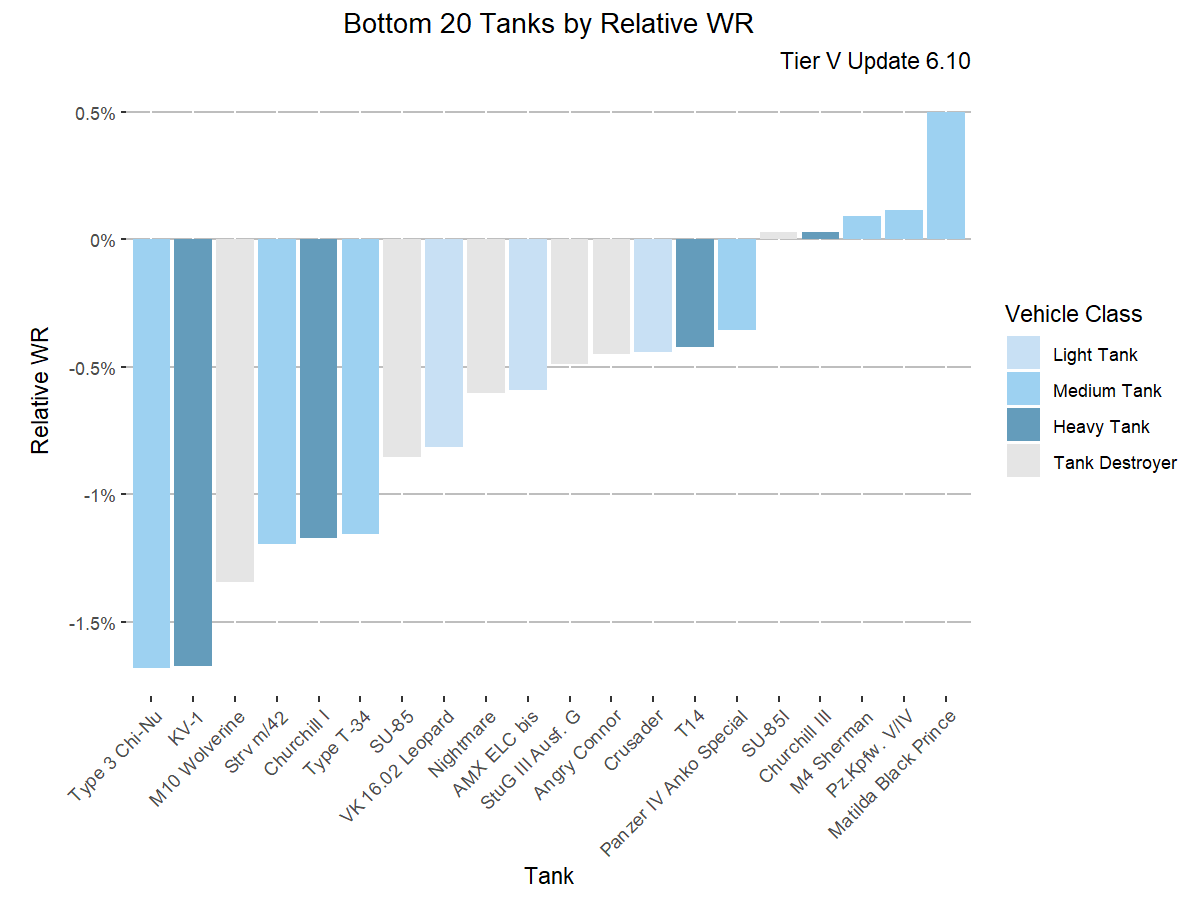 Bottom 20 Tanks by Relative WR
Tier V Update 6.10
0.5%
0%
-0.5%
-1%
-1.5%
Relative WR
Type 3 Chi-Nu
KV-1
M10 Wolverine
Strv m/42
Churchill I
Type T-34
SU-85
VK 16.02 Leopard
Nightmare
AMX ELC bis
StuG III Ausf. G
Angry Connor
Crusader
T14
Panzer IV Anko Special
SU-85I
Churchill III
M4 Sherman
Pz.Kpfw. V/IV
Matilda Black Prince
Tank
Vehicle Class
Light Tank
Medium Tank
Heavy Tank
Tank Destroyer